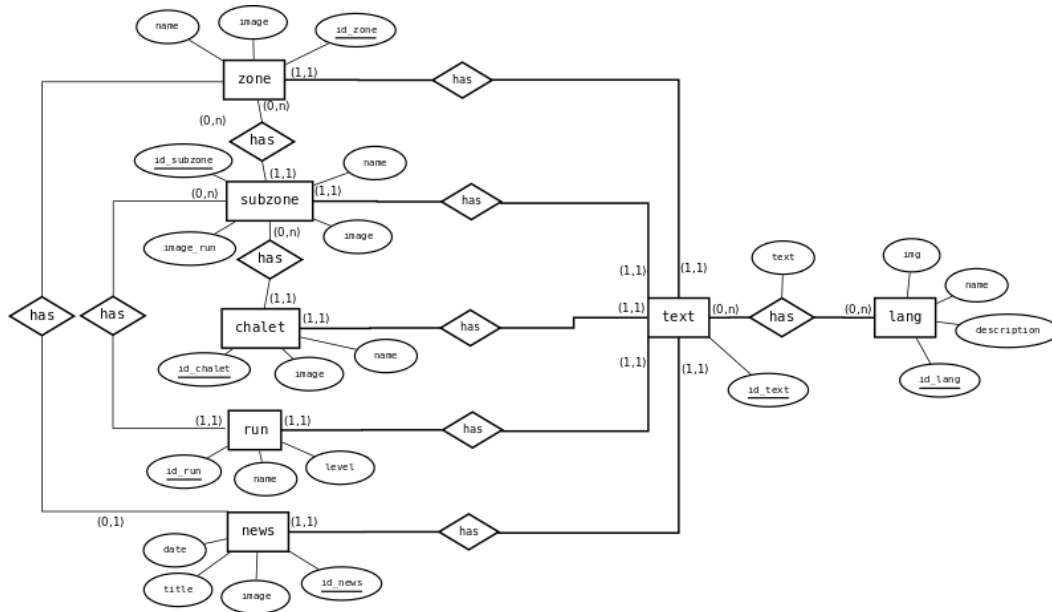 name
image
id_zone
zone
(1,1)
has
(0,n)
(0,n)
has
id_subzone
name
(1,1)
(0,n)
subzone
(1,1)
has
image_run
image
(0,n)
has
text
img
name
(1,1)
(1,1)
(1,1)
has
has
chalet
(1,1)
has
(1,1)
text
(0,n)
has
(0,n)
lang
description
id_chalet
image
name
(1,1)
(1,1)
id_text
id_lang
(1,1)
run
(1,1)
has
id_run
name
level
(0,1)
news
(1,1)
has
date
title
image
id_news